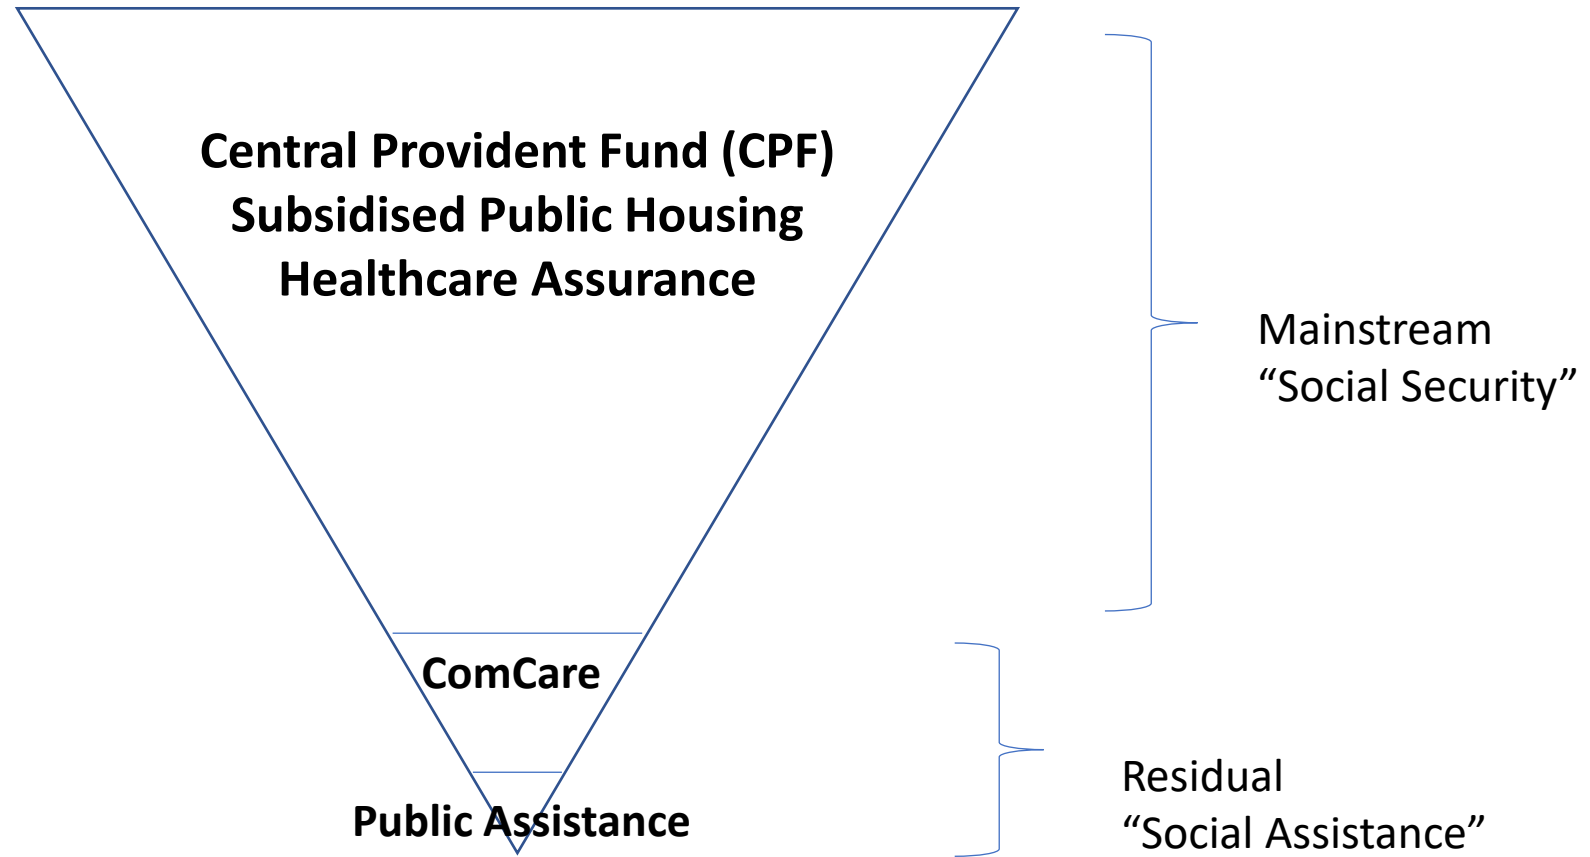 Central Provident Fund (CPF)
Subsidised Public Housing
Healthcare Assurance
Mainstream
“Social Security”
ComCare
Public Assistance
Residual
“Social Assistance”